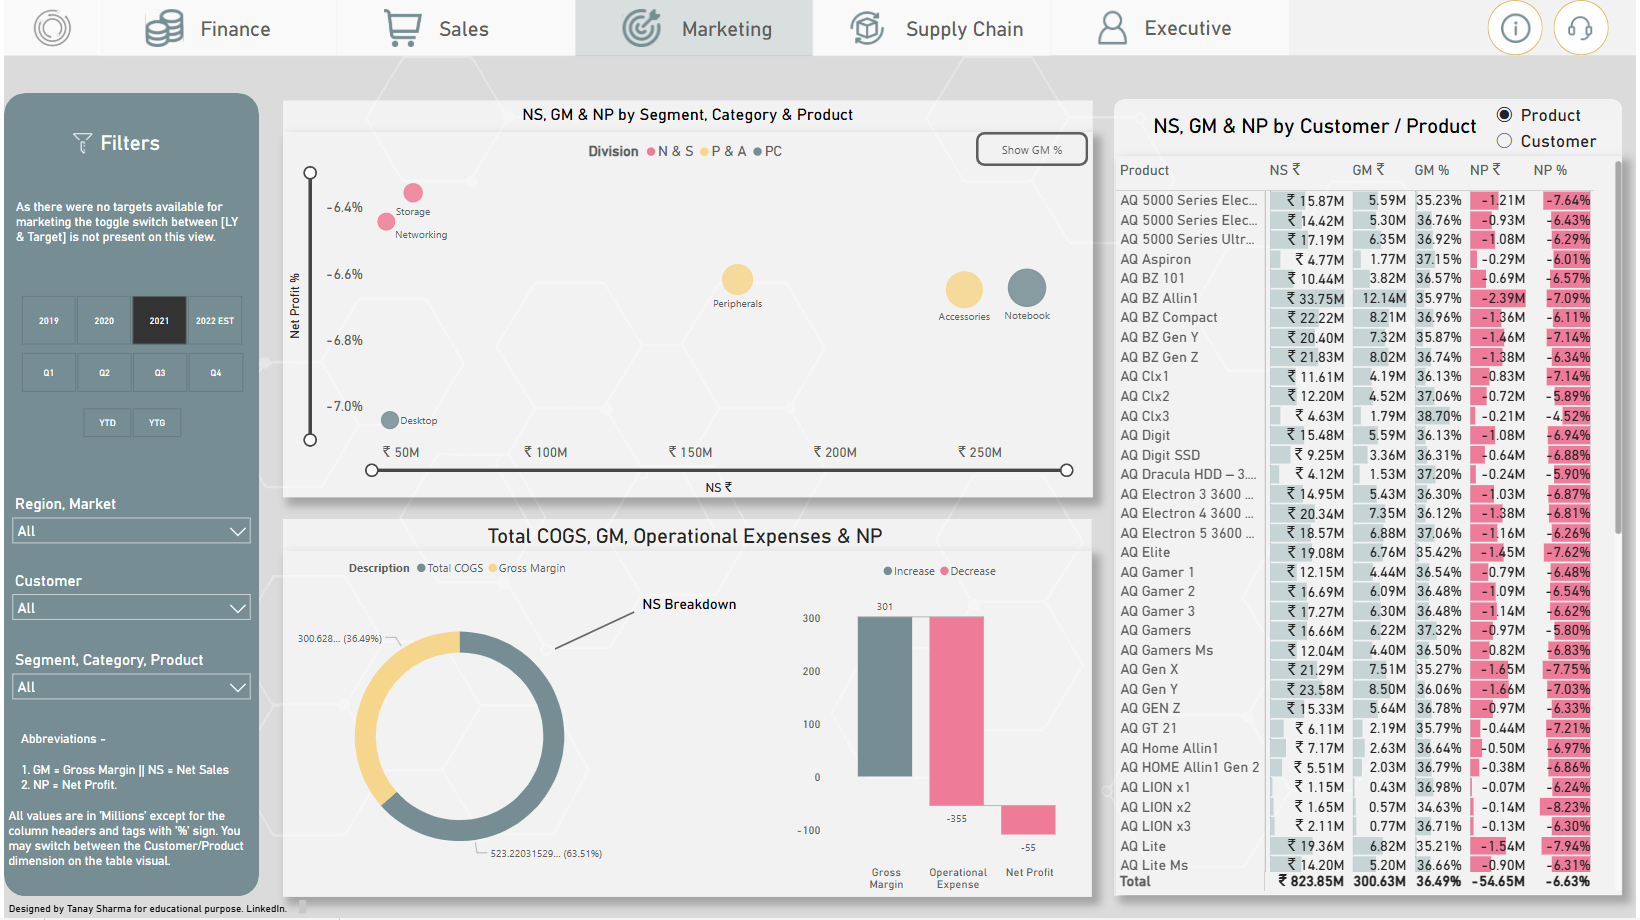 Finance
Sales
Marketing
Supply Chain
Executive
Filters
As there were no targets available for
marketing the toggle switch between [LY
& Target] is not present on this view.
2019 2020 2021 2022 EST
Q1 Q2 Q3 Q4
YTD YTG
Region, Market
All
Customer
All
Segment, Category, Product
All
Abbreviations -
1. GM = Gross Margin || NS = Net Sales
2. NP = Net Profit.
All values are in 'Millions' except for the
column headers and tags with '%' sign. You
may switch between the Customer/Product
dimension on the table visual.
Designed by Tanay Sharma for educational purpose. LinkedIn.
NS, GM & NP by Segment, Category & Product
Division N & S P & A PC
Show GM %
Net Profit %
-6.4%
-6.6%
-6.8%
-7.0%
Storage
Networking
Peripherals
Accessories
Notebook
Desktop
₹ 50M ₹ 100M ₹ 150M ₹ 200M ₹ 250M
NS ₹
Total COGS, GM, Operational Expenses & NP
Description Total COGS Gross Margin
NS Breakdown
300.628... (36.49%)
523.22031529... (63.51%)
Increase Decrease
300
200
100
0
-100
301
-355
-55
Gross
Margin
Operational
Expense
Net Profit
NS, GM & NP by Customer / Product
Product
Customer
Product NS ₹ GM ₹ GM % NP ₹ NP %
AQ 5000 Series Elec... ₹ 15.87M 5.59M 35.23% -1.21M -7.64%
AQ 5000 Series Elec... ₹ 14.42M 5.30M 36.76% -0.93M -6.43%
AQ 5000 Series Ultr... ₹ 17.19M 6.35M 36.92% -1.08M -6.29%
AQ Aspiron ₹ 4.77M 1.77M 37.15% -0.29M -6.01%
AQ BZ 101 ₹ 10.44M 3.82M 36.57% -0.69M -6.57%
AQ BZ Allin1 ₹ 33.75M 12.14M 35.97% -2.39M -7.09%
AQ BZ Compact ₹ 22.22M 8.21M 36.96% -1.36M -6.11%
AQ BZ Gen Y ₹ 20.40M 7.32M 35.87% -1.46M -7.14%
AQ BZ Gen Z ₹ 21.83M 8.02M 36.74% -1.38M -6.34%
AQ Clx1 ₹ 11.61M 4.19M 36.13% -0.83M -7.14%
AQ Clx2 ₹ 12.20M 4.52M 37.06% -0.72M -5.89%
AQ Clx3 ₹ 4.63M 1.79M 38.70% -0.21M -4.52%
AQ Digit ₹ 15.48M 5.59M 36.13% -1.08M -6.94%
AQ Digit SSD ₹ 9.25M 3.36M 36.31% -0.64M -6.88%
AQ Dracula HDD – 3.... ₹ 4.12M 1.53M 37.20% -0.24M -5.90%
AQ Electron 3 3600 ... ₹ 14.95M 5.43M 36.30% -1.03M -6.87%
AQ Electron 4 3600 ... ₹ 20.34M 7.35M 36.12% -1.38M -6.81%
AQ Electron 5 3600 ... ₹ 18.57M 6.88M 37.06% -1.16M -6.26%
AQ Elite ₹ 19.08M 6.76M 35.42% -1.45M -7.62%
AQ Gamer 1 ₹ 12.15M 4.44M 36.54% -0.79M -6.48%
AQ Gamer 2 ₹ 16.69M 6.09M 36.48% -1.09M -6.54%
AQ Gamer 3 ₹ 17.27M 6.30M 36.48% -1.14M -6.62%
AQ Gamers ₹ 16.66M 6.22M 37.32% -0.97M -5.80%
AQ Gamers Ms ₹ 12.04M 4.40M 36.50% -0.82M -6.83%
AQ Gen X ₹ 21.29M 7.51M 35.27% -1.65M -7.75%
AQ Gen Y ₹ 23.58M 8.50M 36.06% -1.66M -7.03%
AQ GEN Z ₹ 15.33M 5.64M 36.78% -0.97M -6.33%
AQ GT 21 ₹ 6.11M 2.19M 35.79% -0.44M -7.21%
AQ Home Allin1 ₹ 7.17M 2.63M 36.64% -0.50M -6.97%
AQ HOME Allin1 Gen 2 ₹ 5.51M 2.03M 36.79% -0.38M -6.86%
AQ LION x1 ₹ 1.15M 0.43M 36.98% -0.07M -6.24%
AQ LION x2 ₹ 1.65M 0.57M 34.63% -0.14M -8.23%
AQ LION x3 ₹ 2.11M 0.77M 36.71% -0.13M -6.30%
AQ Lite ₹ 19.36M 6.82M 35.21% -1.54M -7.94%
AQ Lite Ms ₹ 14.20M 5.20M 36.66% -0.90M -6.31%
Total ₹ 823.85M 300.63M 36.49% -54.65M -6.63%